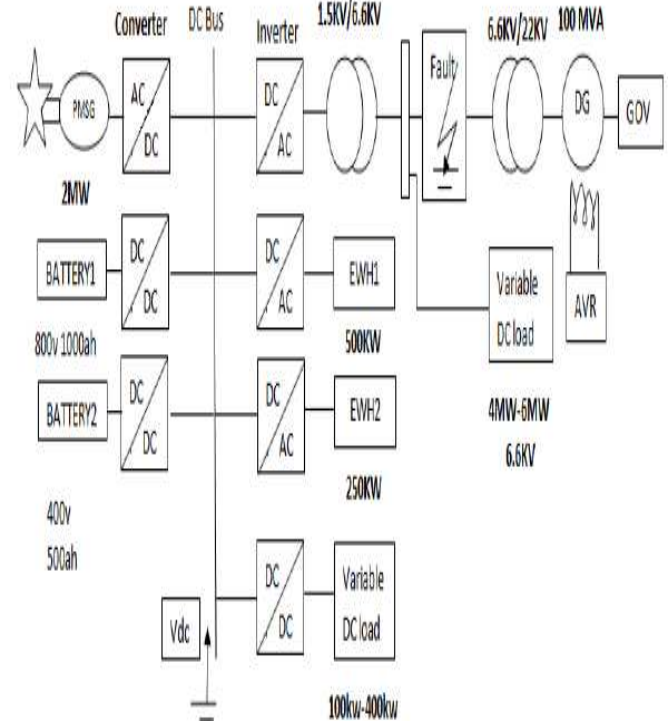 Converter
DC Bus
Inverter
1.5KV/6.6KV
6.6KV/22KV
100 MVA
PMSG
AC
DC
DC
AC
Fault
DG
GOV
2MW
BATTERY1
DC
DC
DC
AC
EWH1
Variable
DC load
AVR
800v 1000ah
500KW
BATTERY2
DC
DC
DC
AC
EWH2
4MW-6MW
6.6KV
250KW
400v
500ah
DC
DC
Variable
DC load
Vdc
100kw-400kw